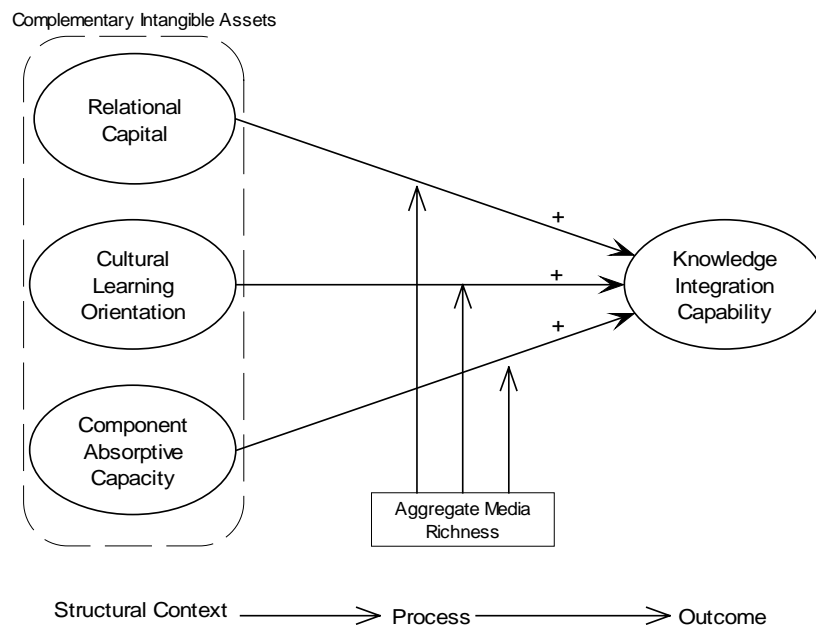 Complementary Intangible Assets
Relational
Capital
+
Cultural
Learning
Orientation
+
Knowledge
Integration
Capability
+
Component
Absorptive
Capacity
Aggregate Media
Richness
Structural Context
Process
Outcome